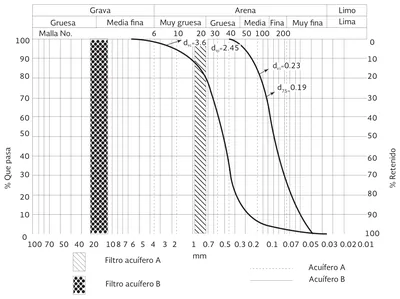 Grava Arena Limo
Gruesa Media fina Muy gruesa Gruesa Media Fina Muy fina Lima
Malla No. 6 10 20 30 40 50 100 200
100 0
90 10
80 20
70 30
60 40
50 50
40 60
30 70
20 80
10 90
0 100
=3.6
=2.45
=0.23
d75=0.19
% Que pasa
% Retenido
100 70 50 40 20 10 8 7 6 5 4 3 2 1 0.7 0.5 0.3 0.2 0.1 0.07 0.05 0.03 0.02 0.01
mm
Filtro acuífero A
Filtro acuífero B
Acuífero A
Acuífero B